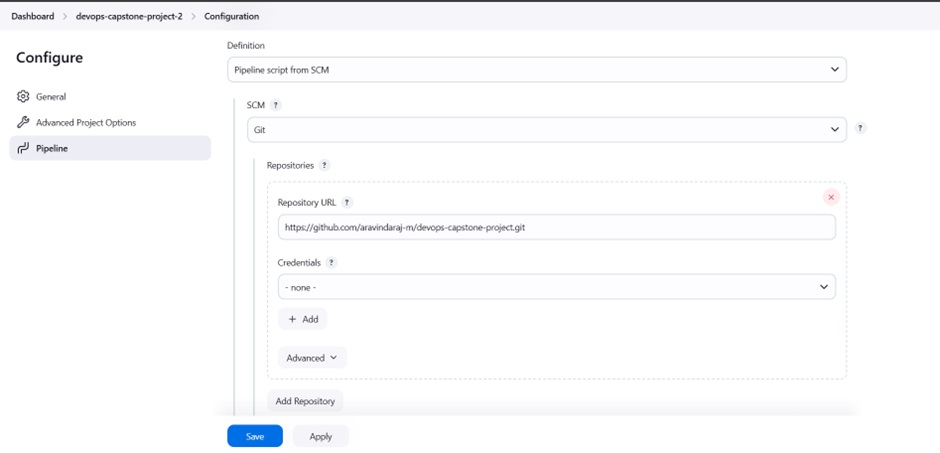 Dashboard > devops-capstone-project-2 > Configuration
Configure
General
Advanced Project Options
Pipeline
Definition
Pipeline script from SCM
SCM ?
Git
?
Repositories ?
Repository URL ?
https://github.com/aravindaraj-m/devops-capstone-project.git
Credentials ?
- none -
+ Add
Advanced
Add Repository
Save Apply